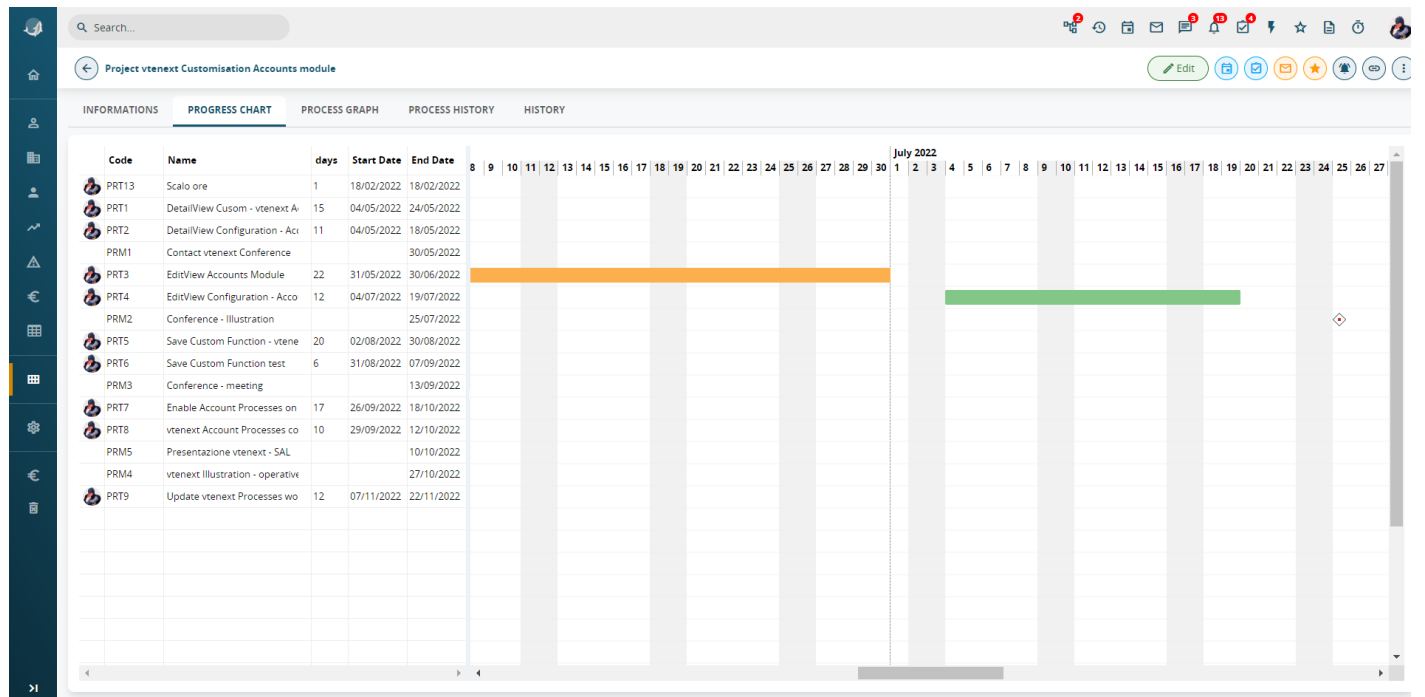 Search...
2
3
13
4
Project vtenext Customisation Accounts module
Edit
INFORMATIONS PROGRESS CHART PROCESS GRAPH PROCESS HISTORY HISTORY
July 2022
Code Name days Start Date End Date
8 9 10 11 12 13 14 15 16 17 18 19 20 21 22 23 24 25 26 27 28 29 30 1 2 3 4 5 6 7 8 9 10 11 12 13 14 15 16 17 18 19 20 21 22 23 24 25 26 27
PRT13 Scalo ore 1 18/02/2022 18/02/2022
PRT1 DetailView Cusom - vtenext A 15 04/05/2022 24/05/2022
PRT2 DetailView Configuration - Acc 11 04/05/2022 18/05/2022
PRM1 Contact vtenext Conference 30/05/2022
PRT3 EditView Accounts Module 22 31/05/2022 30/06/2022
PRT4 EditView Configuration - Acco 12 04/07/2022 19/07/2022
PRM2 Conference - Illustration 25/07/2022
PRT5 Save Custom Function - vtene 20 02/08/2022 30/08/2022
PRT6 Save Custom Function test 6 31/08/2022 07/09/2022
PRM3 Conference - meeting 13/09/2022
PRT7 Enable Account Processes on 17 26/09/2022 18/10/2022
PRT8 vtenext Account Processes co 10 29/09/2022 12/10/2022
PRM5 Presentazione vtenext - SAL 10/10/2022
PRM4 vtenext Illustration - operative 27/10/2022
PRT9 Update vtenext Processes wo 12 07/11/2022 22/11/2022